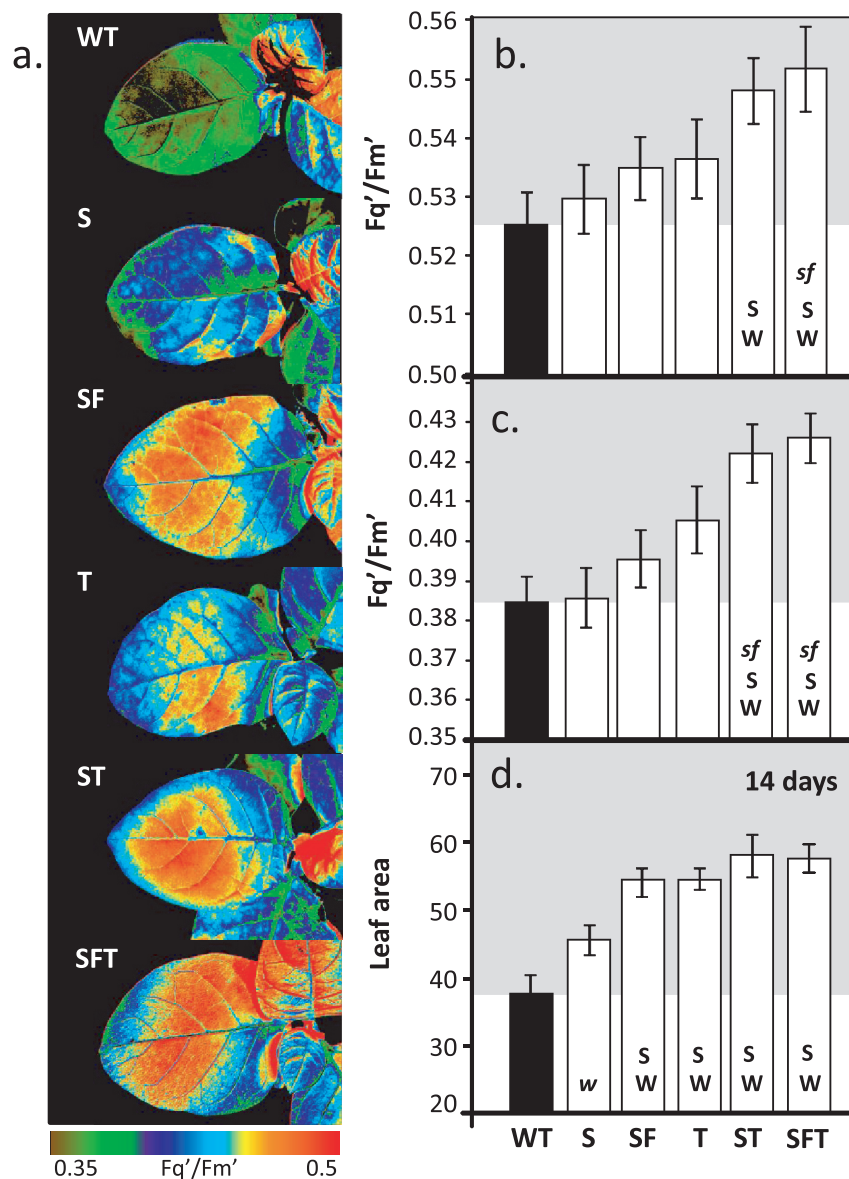 a.
WT
S
SF
T
ST
SFT
0.35 Fq’/Fm’ 0.5
b.
Fq’/Fm’
0.56
0.55
0.54
0.53
0.52
0.51
0.50
S
W
sf
S
W
c.
Fq’/Fm’
0.43
0.42
0.41
0.40
0.39
0.38
0.37
0.36
0.35
sf
S
W
sf
S
W
d.
14 days
Leaf area
70
60
50
40
30
20
w
S
W
S
W
S
W
S
W
WT S SF T ST SFT